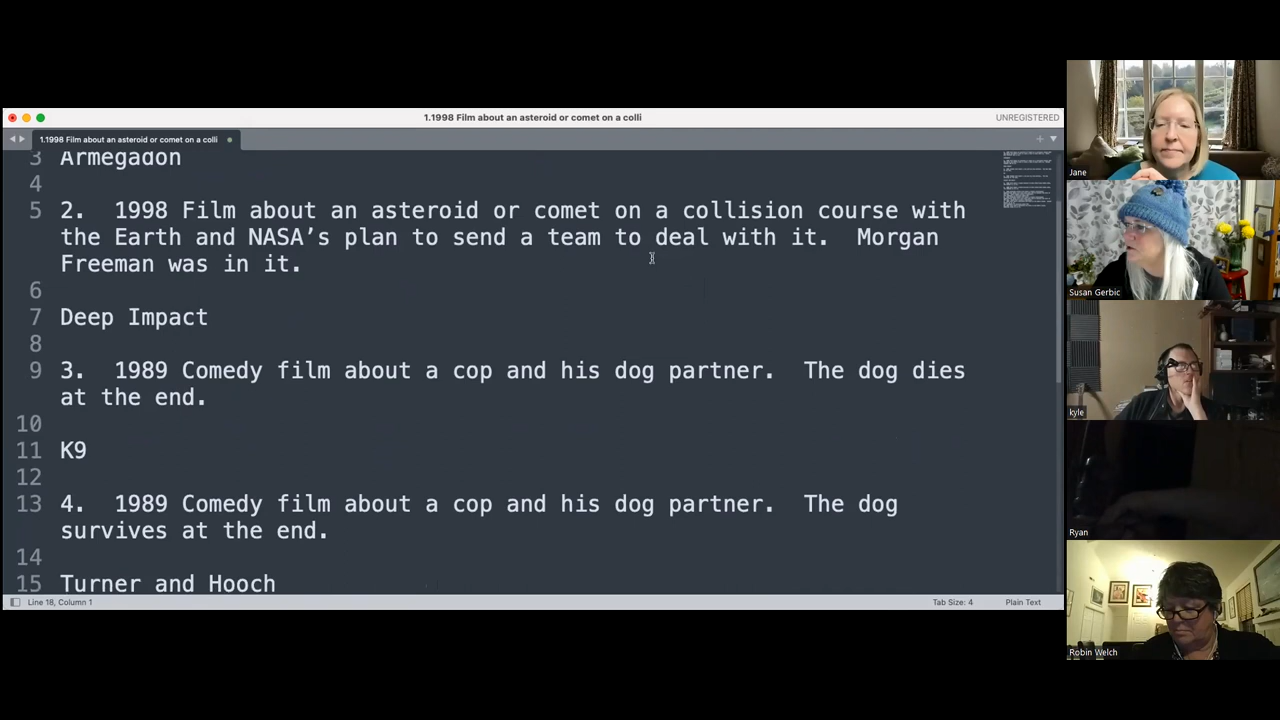 1.1998 Film about an asteroid or comet on a colli
UNREGISTERED
1.1998 Film about an asteroid or comet on a colli
3 Armegadon
4
5 2. 1998 Film about an asteroid or comet on a collision course with
the Earth and NASA’s plan to send a team to deal with it. Morgan
Freeman was in it.
6
7 Deep Impact
8
9 3. 1989 Comedy film about a cop and his dog partner. The dog dies
at the end.
10
11 K9
12
13 4. 1989 Comedy film about a cop and his dog partner. The dog
survives at the end.
14
15 Turner and Hooch
Line 18, Column 1
Tab Size: 4
Plain Text
Jane
Susan Gerbic
kyle
Ryan
Robin Welch